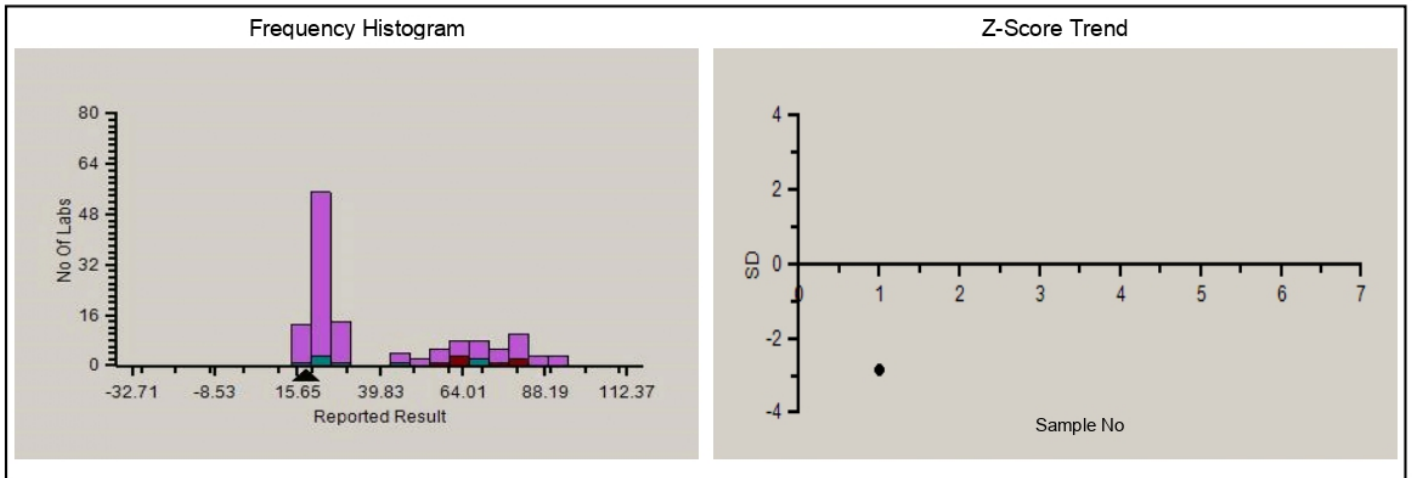 Frequency Histogram
80
64
48
32
16
0
No Of Labs
-32.71 -8.53 15.65 39.83 64.01 88.19 112.37
Reported Result
Z-Score Trend
4
2
0
-2
-4
SD
0 1 2 3 4 5 6 7
Sample No